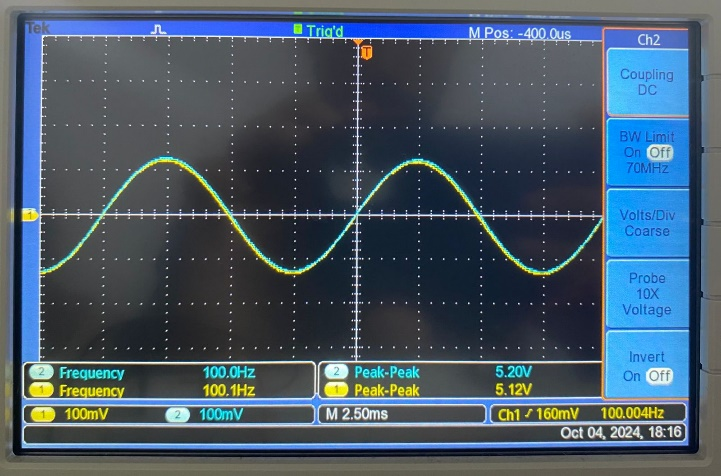 Tek Trig'd M Pos: -400.0us
T
Ch2
Coupling
DC
BW Limit
On Off
70MHz
Volts/Div
Coarse
Probe
10X
Voltage
Invert
On Off
1
2 Frequency 100.0Hz 2 Peak-Peak 5.20V
1 Frequency 100.1Hz 1 Peak-Peak 5.12V
1 100mV 2 100mV M 2.50ms Ch1 160mV 100.004Hz
Oct 04, 2024, 18:16